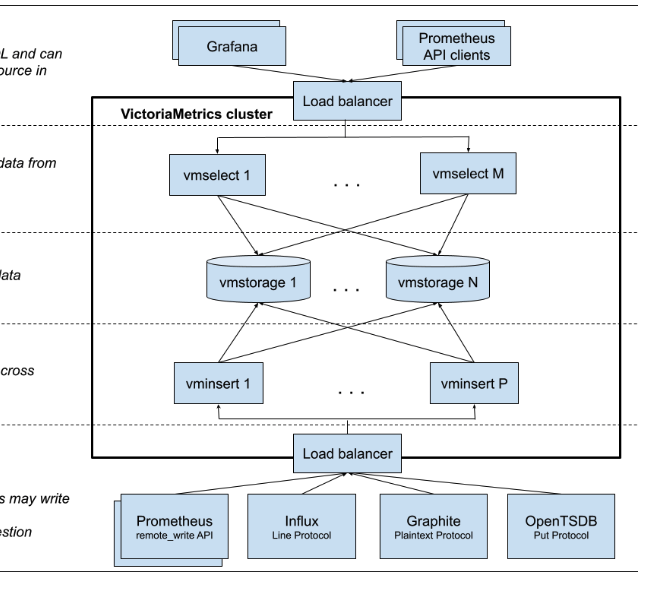 Grafana
Prometheus
API clients
L and can
ource in
Load balancer
VictoriaMetrics cluster
data from
vmselect 1
. . .
vmselect M
lata
vmstorage 1
. . .
vmstorage N
cross
vminsert 1
. . .
vminsert P
Load balancer
s may write
estion
Prometheus
remote_write API
Influx
Line Protocol
Graphite
Plaintext Protocol
OpenTSDB
Put Protocol